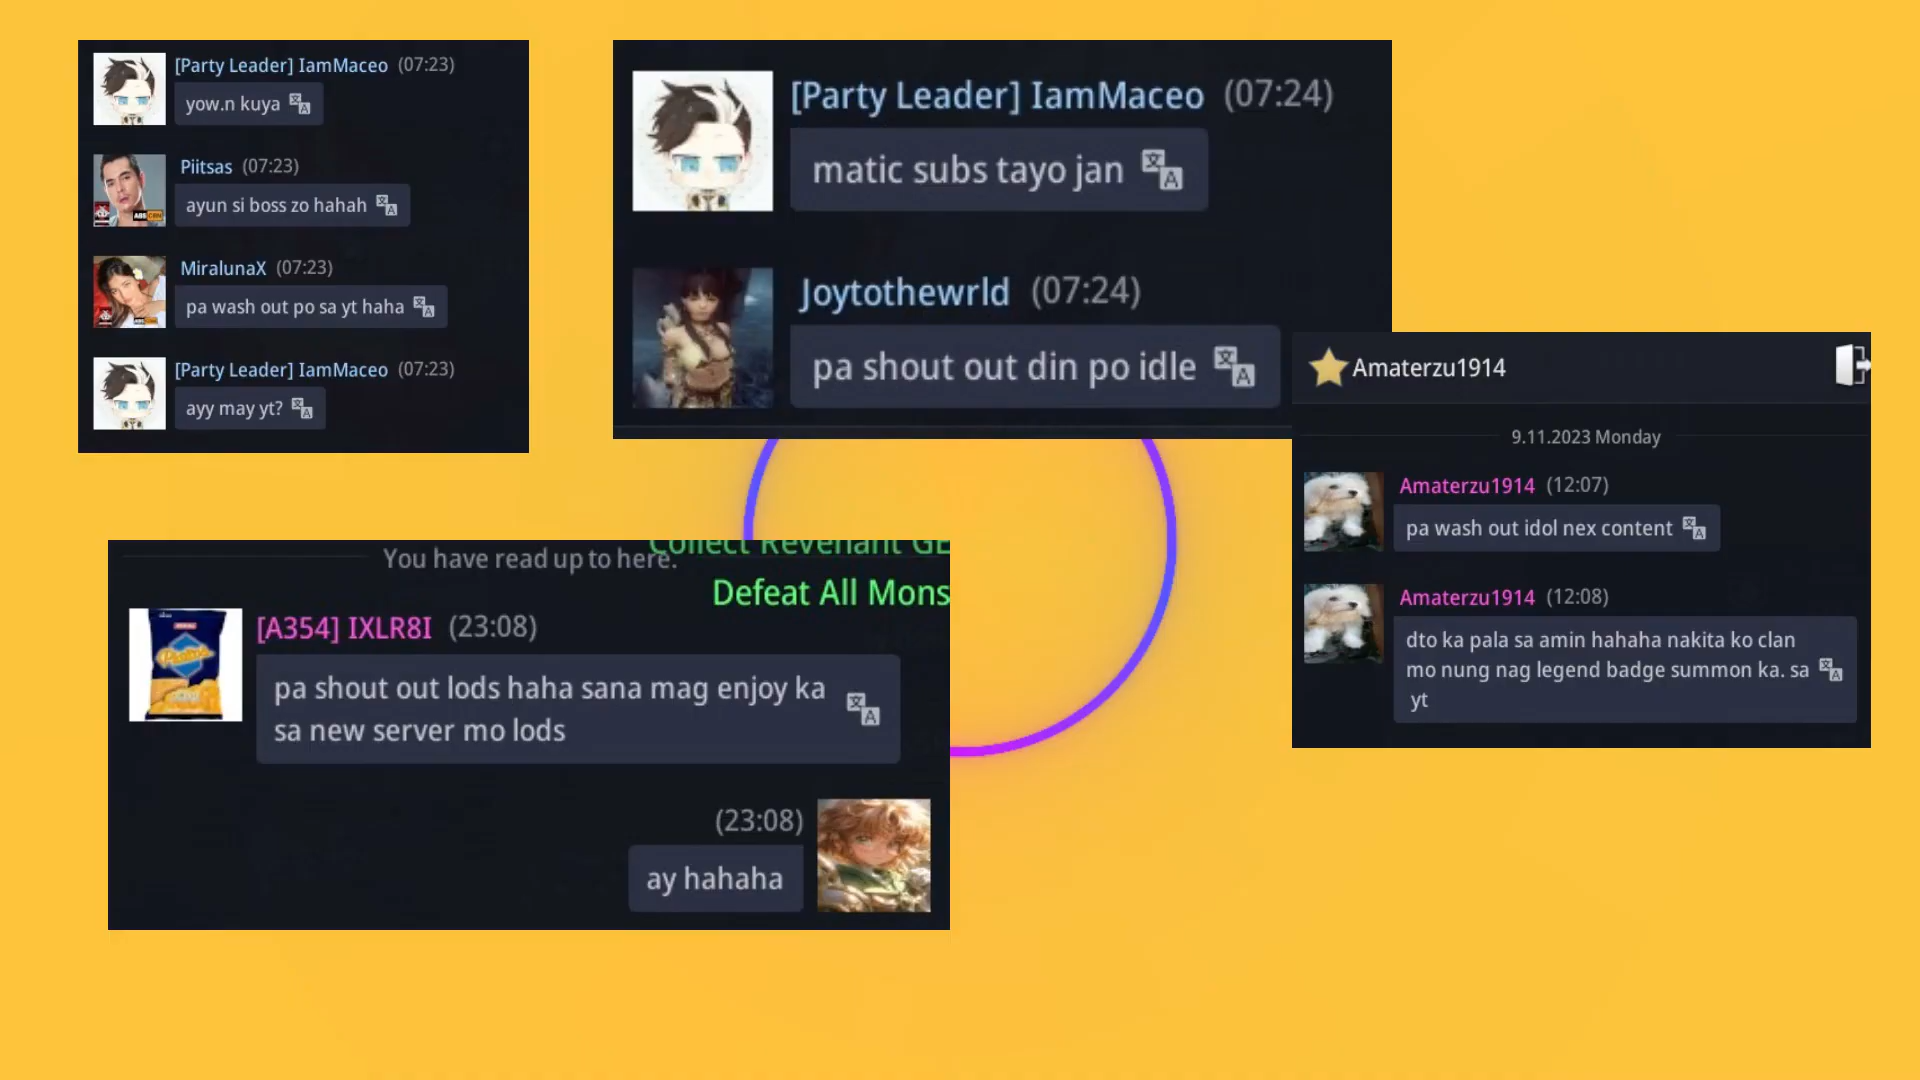 [Party Leader] IamMaceo (07:23)
yow.n kuya
Piitsas (07:23)
ayun si boss zo hahah
MiralunaX (07:23)
pa wash out po sa yt haha
[Party Leader] IamMaceo (07:23)
ayy may yt?
[Party Leader] IamMaceo (07:24)
matic subs tayo jan
Joytothewrld (07:24)
pa shout out din po idle
Amaterzu1914
9.11.2023 Monday
Amaterzu1914 (12:07)
pa wash out idol nex content
Amaterzu1914 (12:08)
dto ka pala sa amin hahaha nakita ko clan
mo nung nag legend badge summon ka. sa
yt
Collect Revenant GE
You have read up to here.
Defeat All Mons
[A354] IXLR8I (23:08)
pa shout out lods haha sana mag enjoy ka
sa new server mo lods
(23:08)
ay hahaha